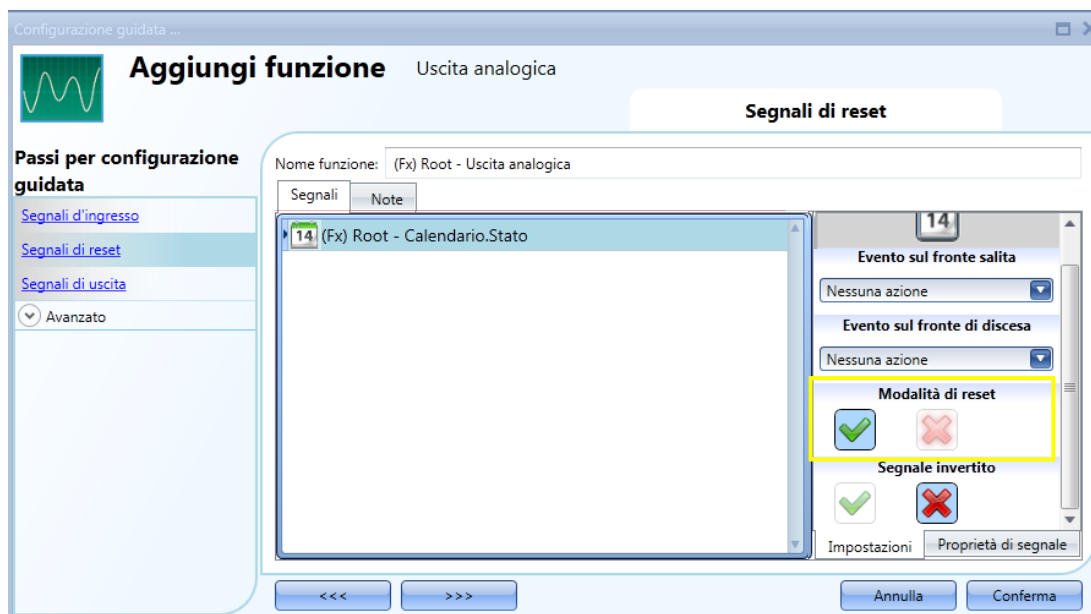 Configurazione guidata ...
Aggiungi funzione Uscita analogica
Segnali di reset
Passi per configurazione
guidata
Segnali d'ingresso
Segnali di reset
Segnali di uscita
Avanzato
Nome funzione: (Fx) Root - Uscita analogica
Segnali Note
14 (Fx) Root - Calendario.Stato
14
Evento sul fronte salita
Nessuna azione
Evento sul fronte di discesa
Nessuna azione
Modalità di reset
Segnale invertito
Impostazioni Proprietà di segnale
<<< >>> Annulla Conferma